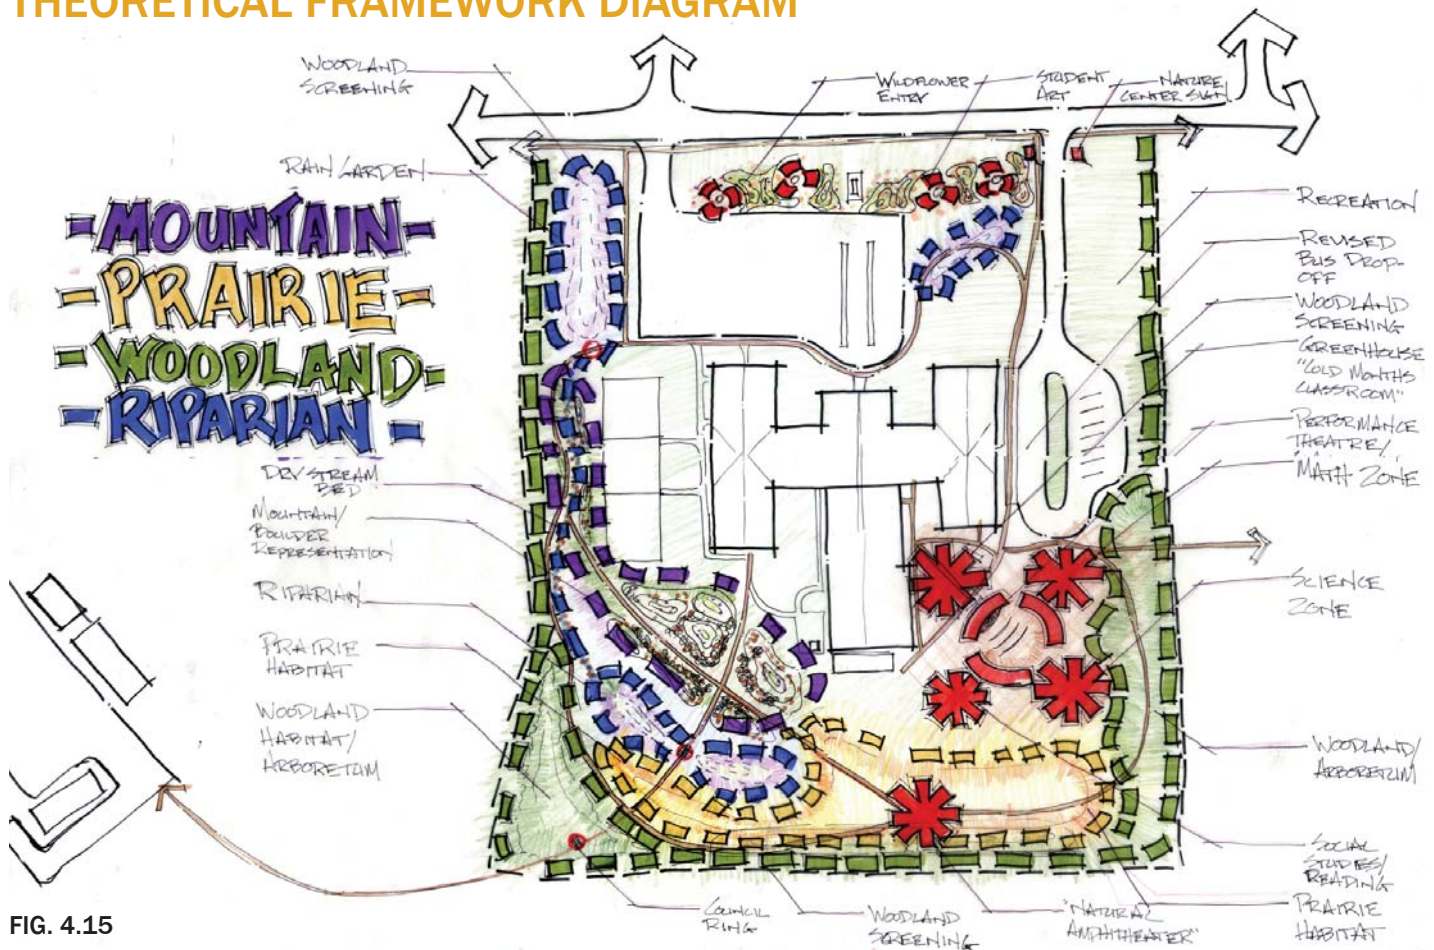 THEORETICAL FRAMEWORK DIAGRAM
WOODLAND
SCREENING
WILDFLOWER
ENTRY
STUDENT
ART
NATURE
CENTER SIGN
RAIN GARDEN
MOUNTAIN
PRAIRIE
WOODLAND
RIPARIAN
DRY STREAM
BED
MOUNTAIN/
BOULDER
REPRESENTATION
RIPARIAN
PRAIRIE
HABITAT
WOODLAND
HABITAT/
ARBORETUM
RECREATION
REVISED
BUS DROP-
OFF
WOODLAND
SCREENING
GREENHOUSE
"COLD MONTHS
CLASSROOM"
PERFORMANCE
THEATRE/
MATH ZONE
SCIENCE
ZONE
WOODLAND/
ARBORETUM
SOCIAL
STUDIES/
READING
PRAIRIE
HABITAT
COUNCIL
RING
WOODLAND
SCREENING
"NATURAL
AMPHITHEATER"
FIG. 4.15